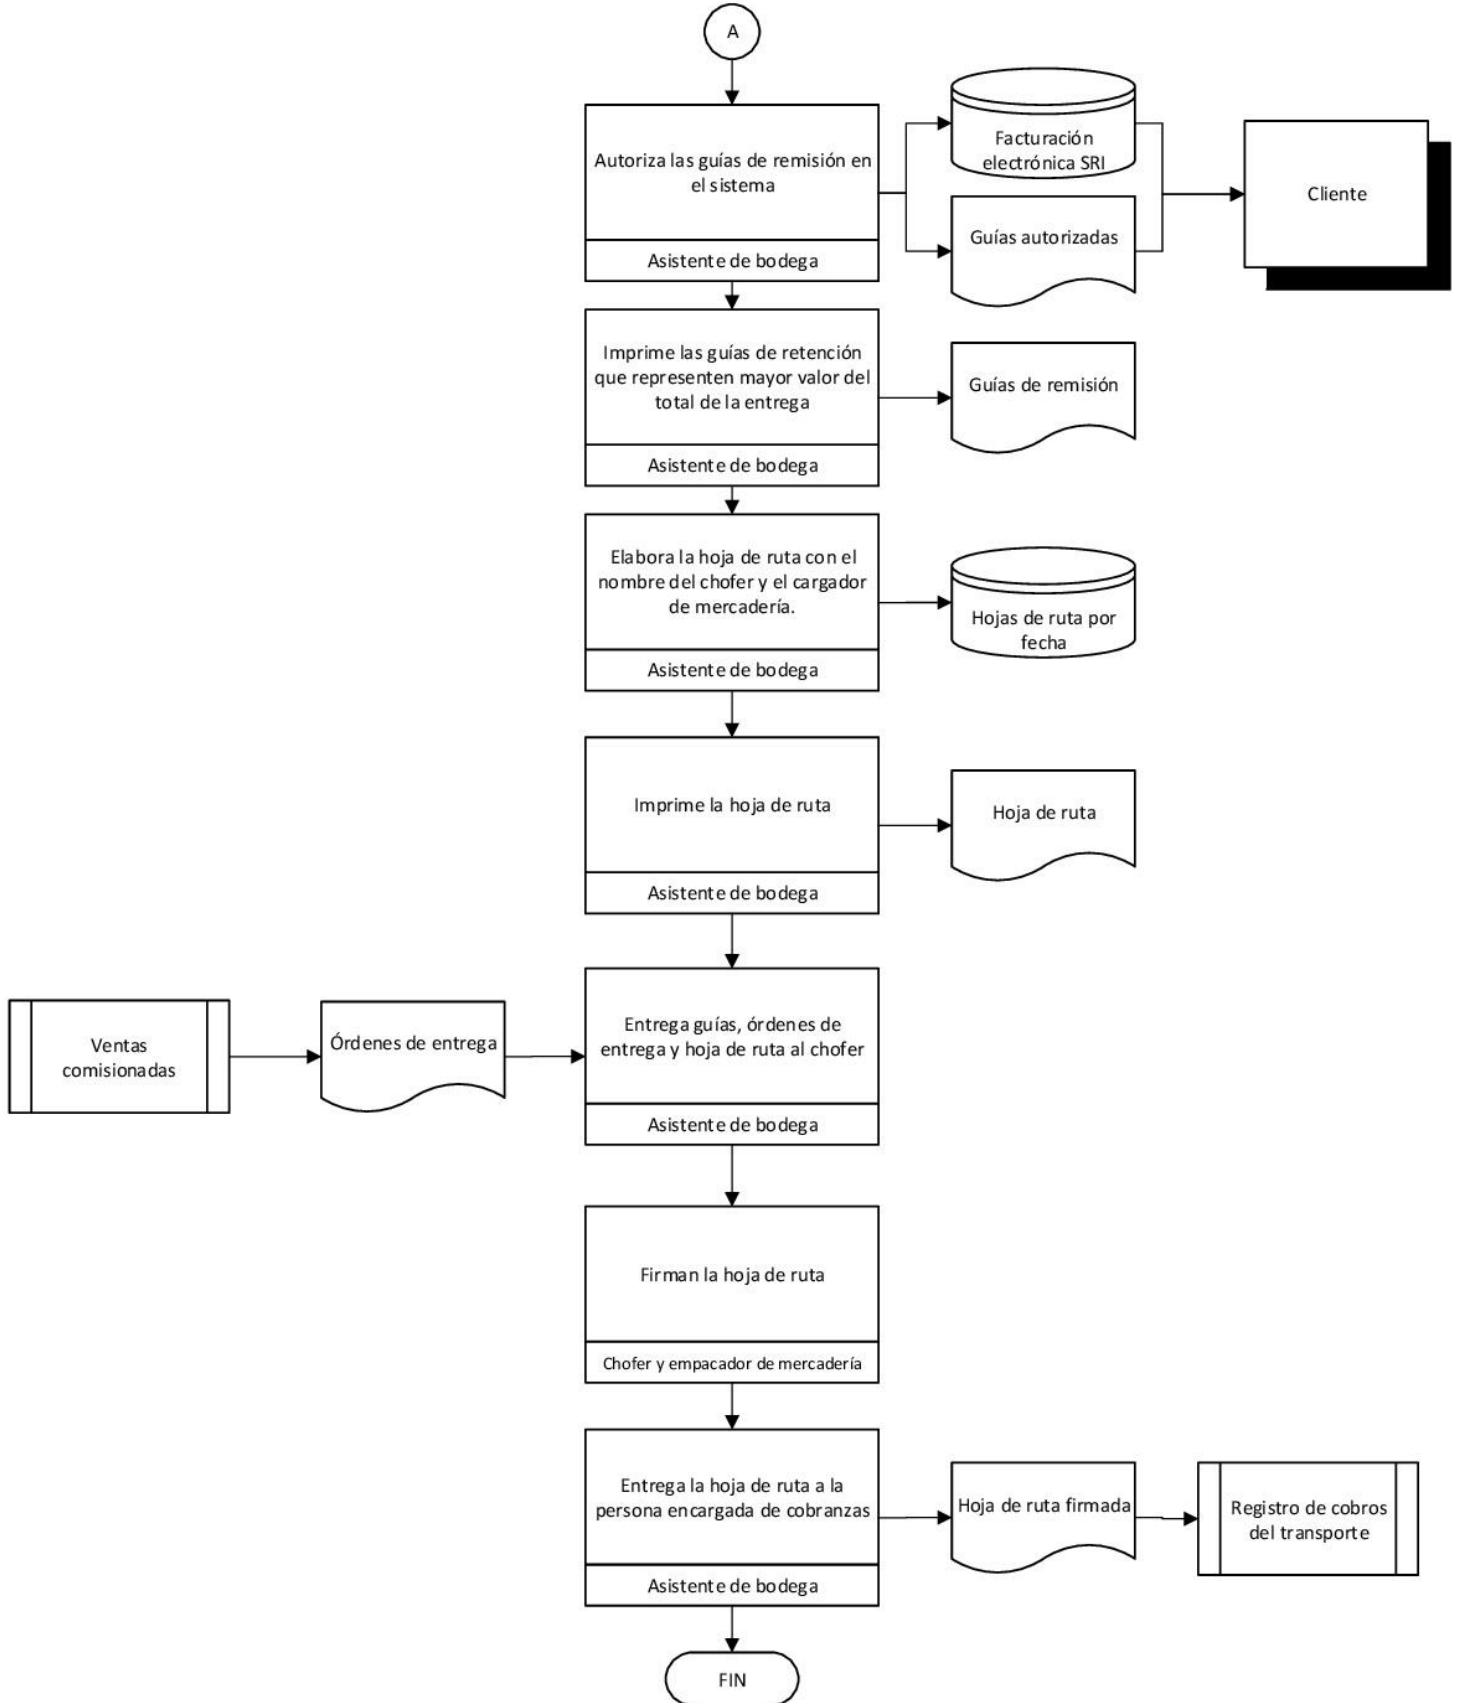 A
Autoriza las guías de remisión en
el sistema
Asistente de bodega
Facturación
electrónica SRI
Guías autorizadas
Cliente
Imprime las guías de retención
que representen mayor valor del
total de la entrega
Asistente de bodega
Guías de remisión
Elabora la hoja de ruta con el
nombre del chofer y el cargador
de mercadería.
Asistente de bodega
Hojas de ruta por
fecha
Imprime la hoja de ruta
Asistente de bodega
Hoja de ruta
Ventas
comisionadas
Órdenes de entrega
Entrega guías, órdenes de
entrega y hoja de ruta al chofer
Asistente de bodega
Firman la hoja de ruta
Chofer y empacador de mercadería
Entrega la hoja de ruta a la
persona encargada de cobranzas
Asistente de bodega
Hoja de ruta firmada
Registro de cobros
del transporte
FIN